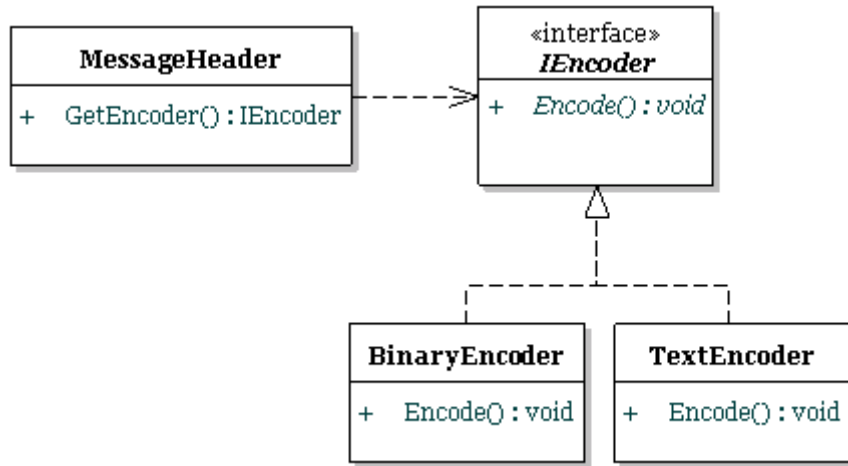 MessageHeader
+ GetEncoder() : IEncoder
«interface»
IEncoder
+ Encode() : void
BinaryEncoder
+ Encode() : void
TextEncoder
+ Encode() : void